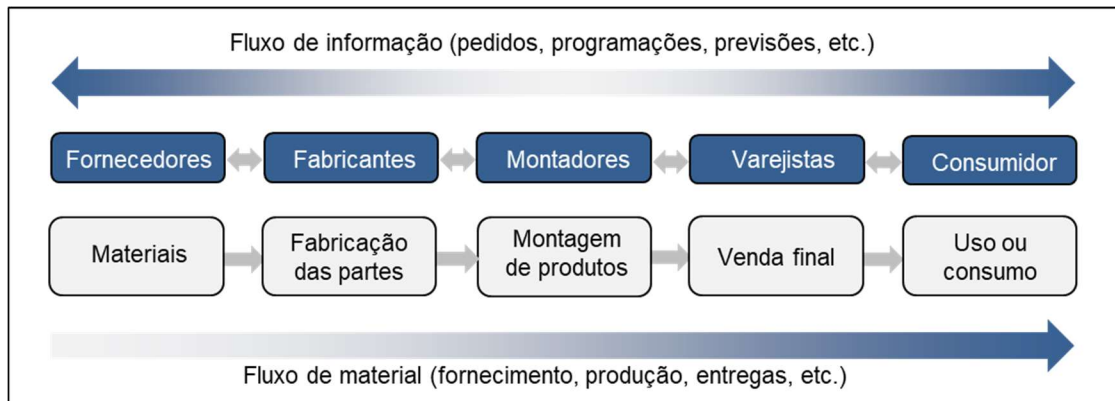 Fluxo de informação (pedidos, programações, previsões, etc.)
Fornecedores
Fabricantes
Montadores
Varejistas
Consumidor
Materiais
Fabricação
das partes
Montagem
de produtos
Venda final
Uso ou
consumo
Fluxo de material (fornecimento, produção, entregas, etc.)